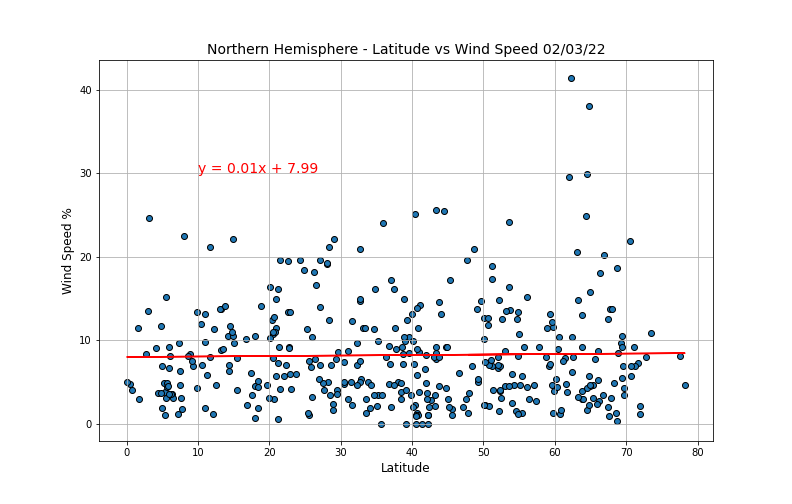 Northern Hemisphere - Latitude vs Wind Speed 02/03/22
Wind Speed %
40
30
20
10
0
y = 0.01x + 7.99
0 10 20 30 40 50 60 70 80
Latitude